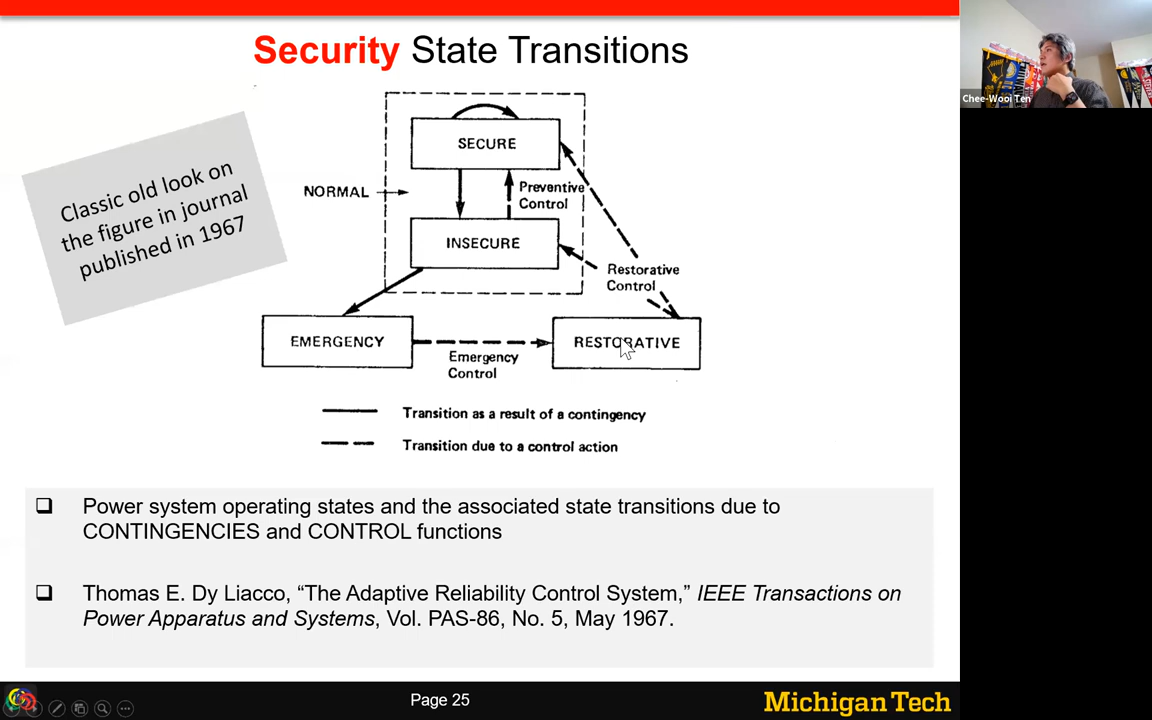 Security State Transitions
Chee-Wooi Ten
Classic old look on
the figure in journal
published in 1967
SECURE
NORMAL
Preventive
Control
INSECURE
Restorative
Control
EMERGENCY
RESTORATIVE
Emergency
Control
Transition as a result of a contingency
Transition due to a control action
Power system operating states and the associated state transitions due to
CONTINGENCIES and CONTROL functions
Thomas E. Dy Liacco, “The Adaptive Reliability Control System,” IEEE Transactions on
Power Apparatus and Systems, Vol. PAS-86, No. 5, May 1967.
Page 25
Michigan Tech